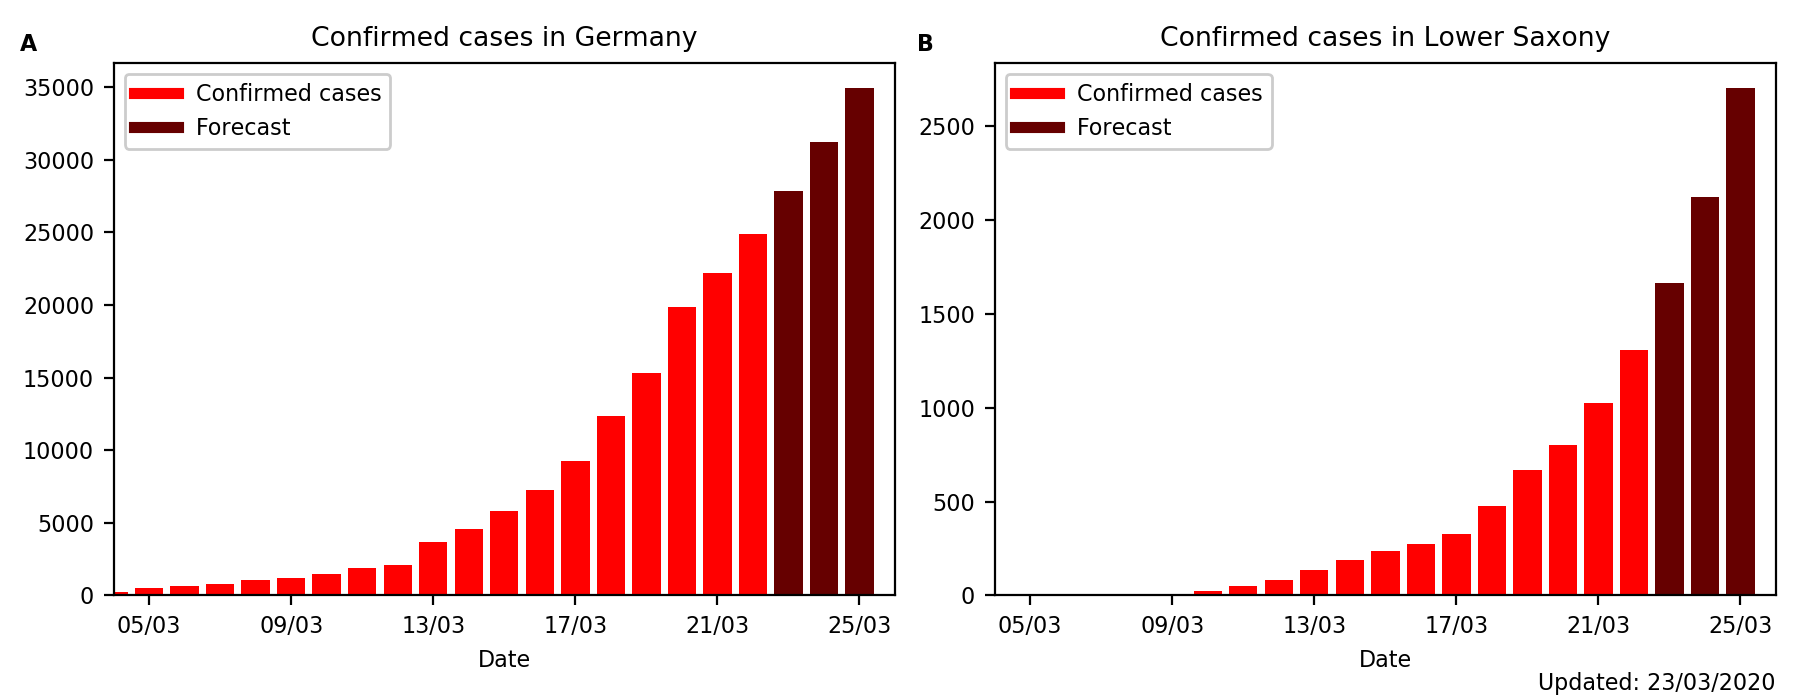 A
Confirmed cases in Germany
Confirmed cases
Forecast
35000
30000
25000
20000
15000
10000
5000
0
05/03 09/03 13/03 17/03 21/03 25/03
Date
B
Confirmed cases in Lower Saxony
Confirmed cases
Forecast
2500
2000
1500
1000
500
0
05/03 09/03 13/03 17/03 21/03 25/03
Date
Updated: 23/03/2020